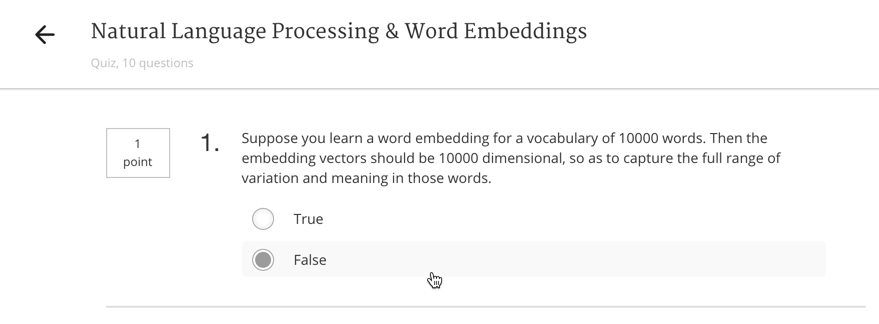 Natural Language Processing & Word Embeddings
Quiz, 10 questions
1
point
1.
Suppose you learn a word embedding for a vocabulary of 10000 words. Then the
embedding vectors should be 10000 dimensional, so as to capture the full range of
variation and meaning in those words.
True
False